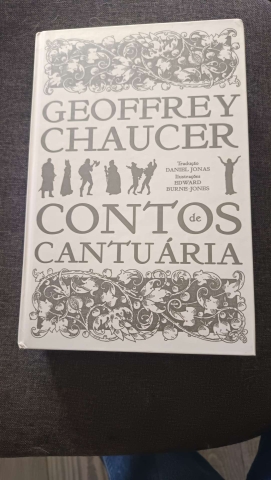 GEOFFREY
CHAUCER
Tradução
DANIEL JONAS
Ilustrações
EDWARD
BURNE-JONES
CONTOS
de
CANTUÁRIA